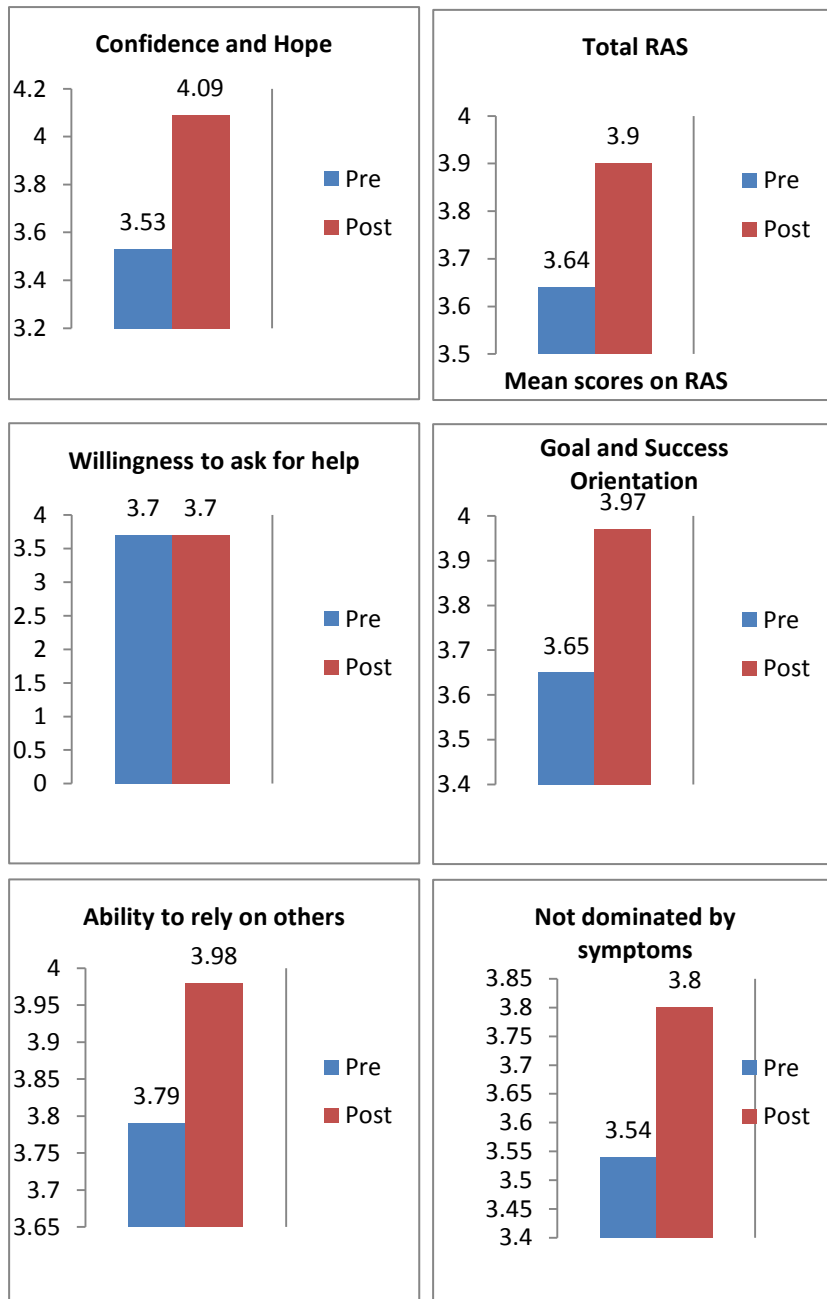 Confidence and Hope
4.2
4
3.8
3.6
3.4
3.2
3.53
4.09
Pre
Post
Total RAS
4
3.9
3.8
3.7
3.6
3.5
3.64
3.9
Pre
Post
Mean scores on RAS
Willingness to ask for help
4
3.5
3
2.5
2
1.5
1
0.5
0
3.7
3.7
Pre
Post
Goal and Success
Orientation
4
3.9
3.8
3.7
3.6
3.5
3.4
3.65
3.97
Pre
Post
Ability to rely on others
4
3.95
3.9
3.85
3.8
3.75
3.7
3.65
3.79
3.98
Pre
Post
Not dominated by
symptoms
3.85
3.8
3.75
3.7
3.65
3.6
3.55
3.5
3.45
3.4
3.54
3.8
Pre
Post